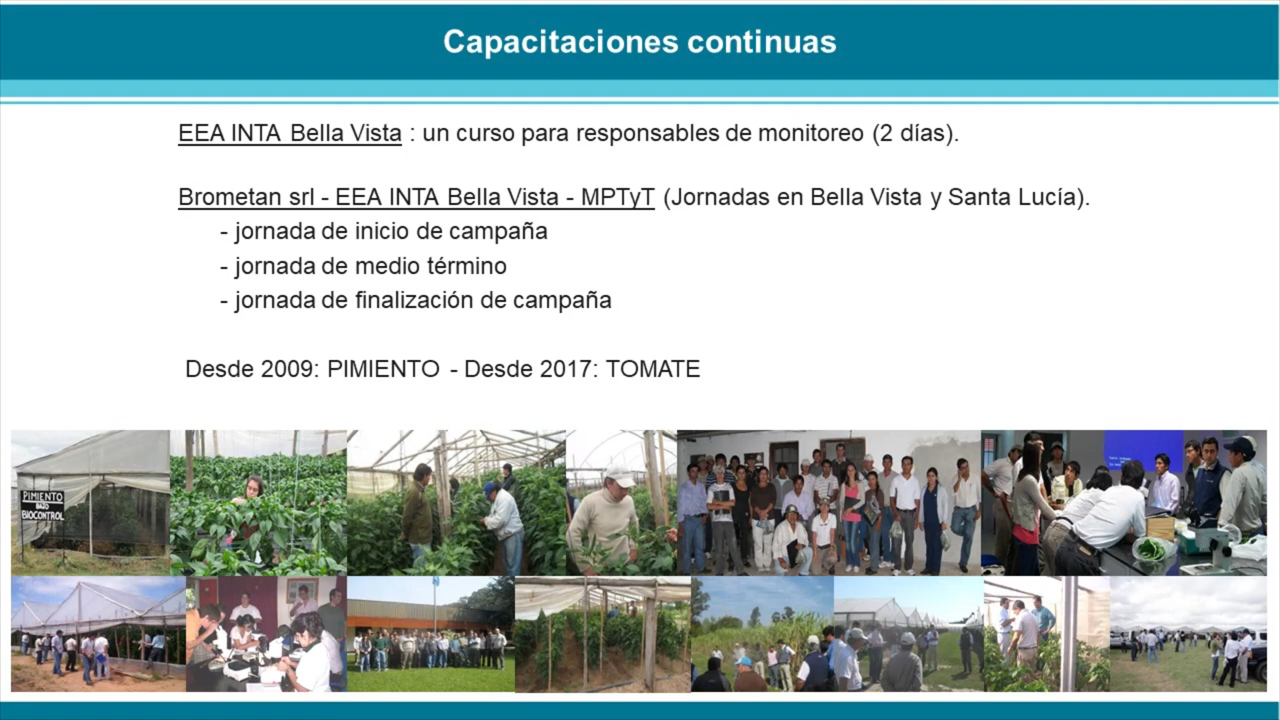 Capacitaciones continuas
EEA INTA Bella Vista : un curso para responsables de monitoreo (2 días).
Brometan srl - EEA INTA Bella Vista - MPTyT (Jornadas en Bella Vista y Santa Lucía).
- jornada de inicio de campaña
- jornada de medio término
- jornada de finalización de campaña
Desde 2009: PIMIENTO - Desde 2017: TOMATE
PIMIENTO
BAJO
BIOCONTROL